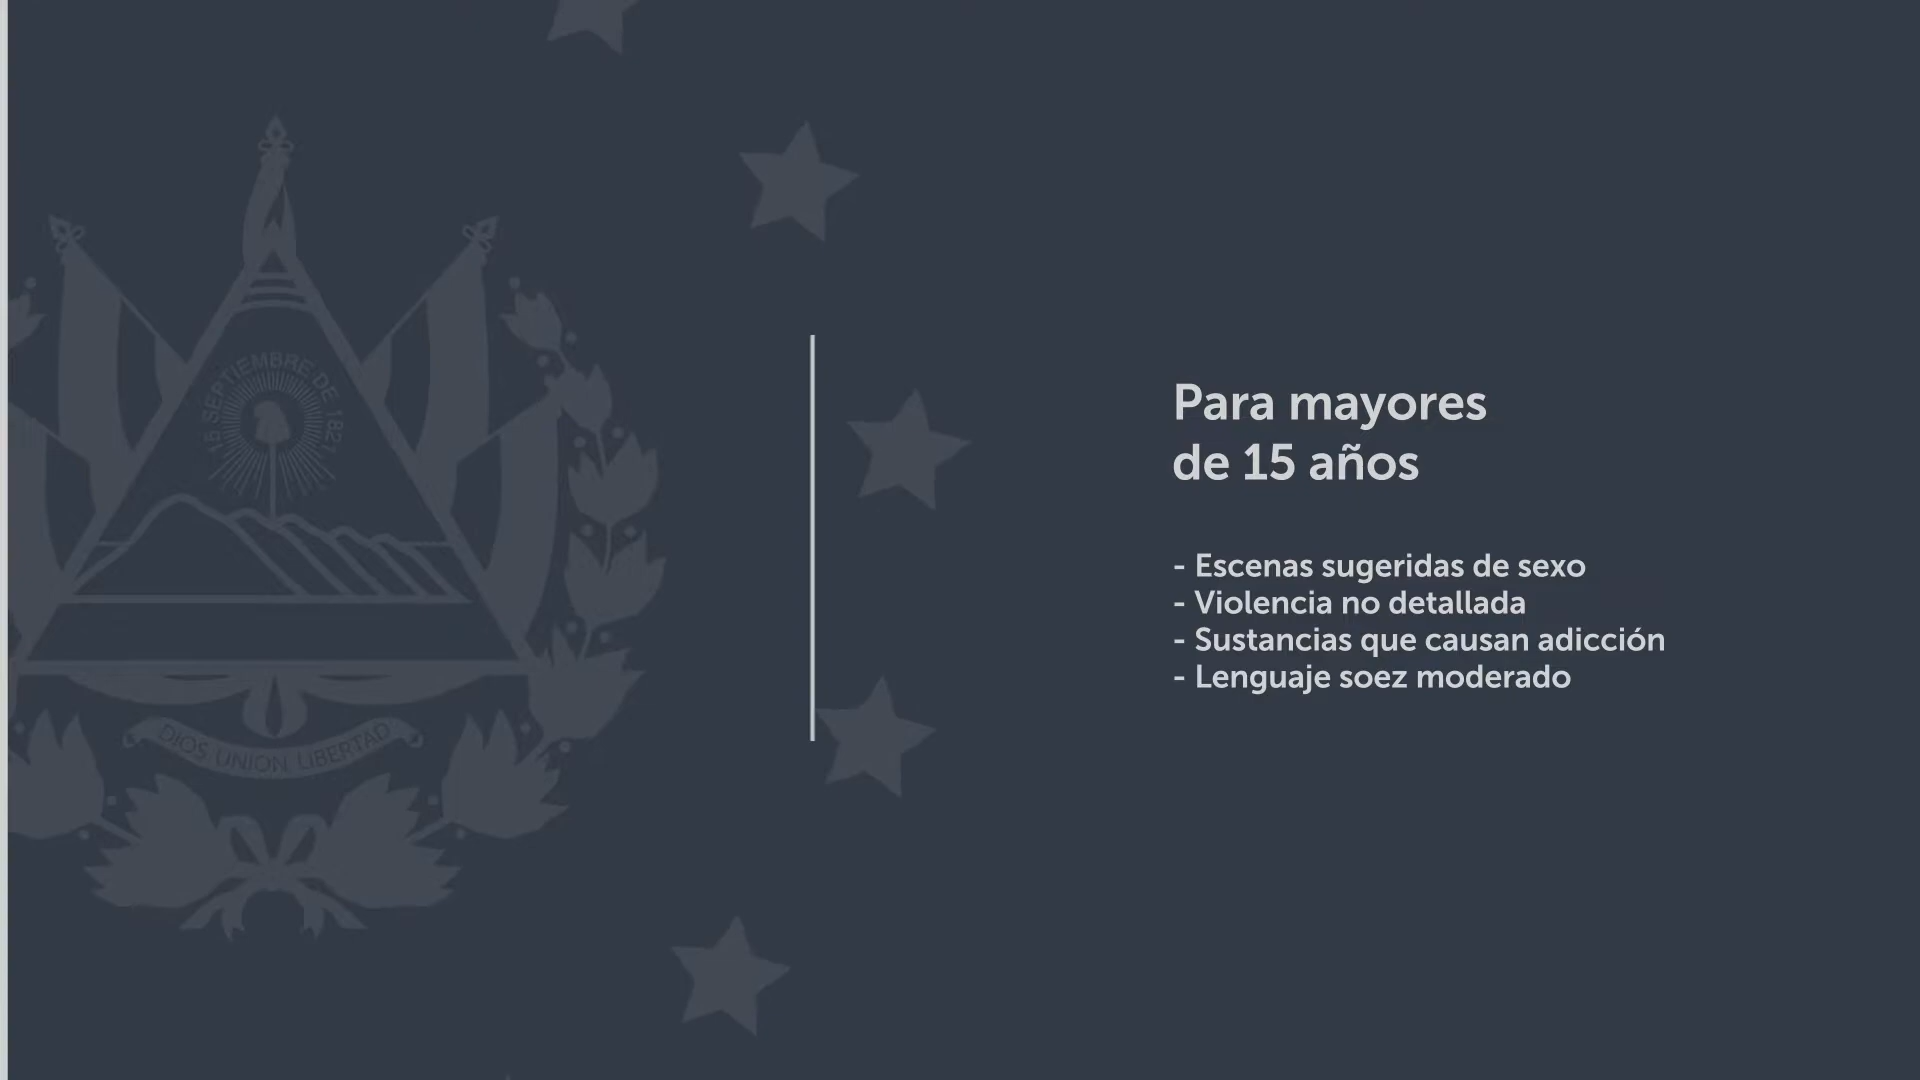 15 SEPTIEMBRE DE 1821
DIOS UNION LIBERTAD
Para mayores
de 15 años
- Escenas sugeridas de sexo
- Violencia no detallada
- Sustancias que causan adicción
- Lenguaje soez moderado